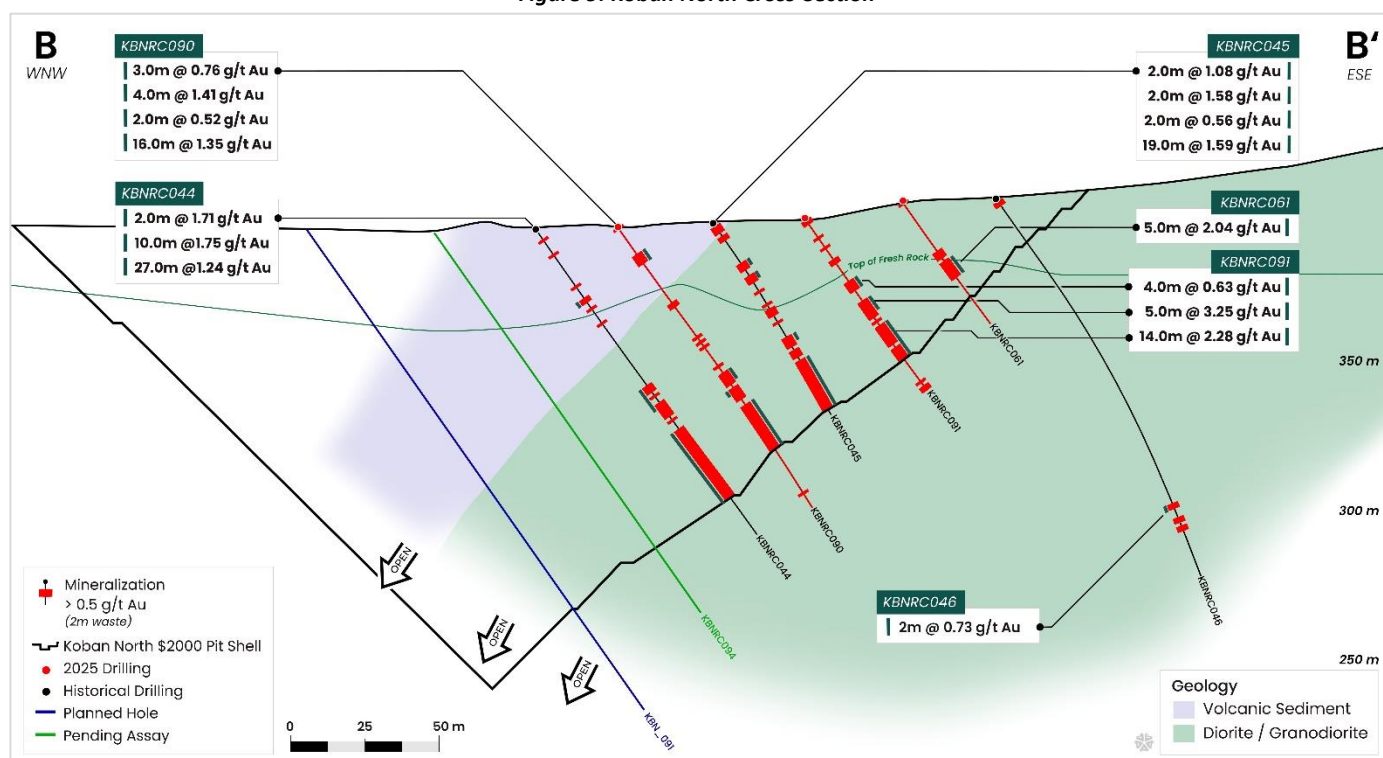 B
WNW
KBNRC090
3.0m @ 0.76 g/t Au
4.0m @ 1.41 g/t Au
2.0m @ 0.52 g/t Au
16.0m @ 1.35 g/t Au
KBNRC044
2.0m @ 1.71 g/t Au
10.0m @1.75 g/t Au
27.0m @1.24 g/t Au
KBNRC045
2.0m @ 1.08 g/t Au
2.0m @ 1.58 g/t Au
2.0m @ 0.56 g/t Au
19.0m @ 1.59 g/t Au
B'
ESE
KBNRC061
5.0m @ 2.04 g/t Au
KBNRC091
4.0m @ 0.63 g/t Au
5.0m @ 3.25 g/t Au
14.0m @ 2.28 g/t Au
Top of Fresh Rock
KBNRC061
350 m
KBNRC091
KBNRC045
300 m
KBNRC090
KBNRC044
KBNRC046
OPEN
OPEN
OPEN
KBNRC094
KBN_091
KBNRC046
2m @ 0.73 g/t Au
250 m
Mineralization
> 0.5 g/t Au
(2m waste)
Koban North $2000 Pit Shell
2025 Drilling
Historical Drilling
Planned Hole
Pending Assay
0 25 50 m
Geology
Volcanic Sediment
Diorite / Granodiorite